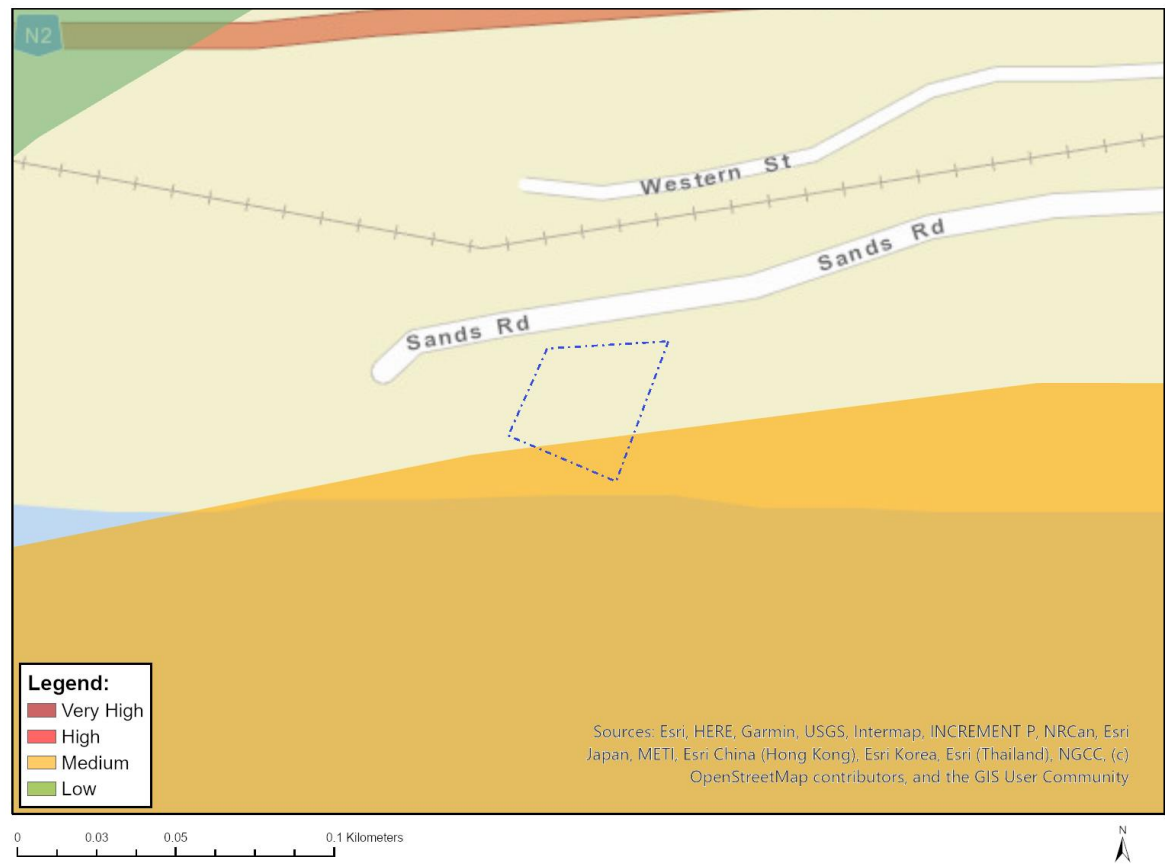 N2
Western St
Sands Rd
Sands Rd
Legend:
Very High
High
Medium
Low
Sources: Esri, HERE, Garmin, USGS, Intermap, INCREMENT P, NRCan, Esri
Japan, METI, Esri China (Hong Kong), Esri Korea, Esri (Thailand), NGCC, (c)
OpenStreetMap contributors, and the GIS User Community
0 0.03 0.05 0.1 Kilometers
N